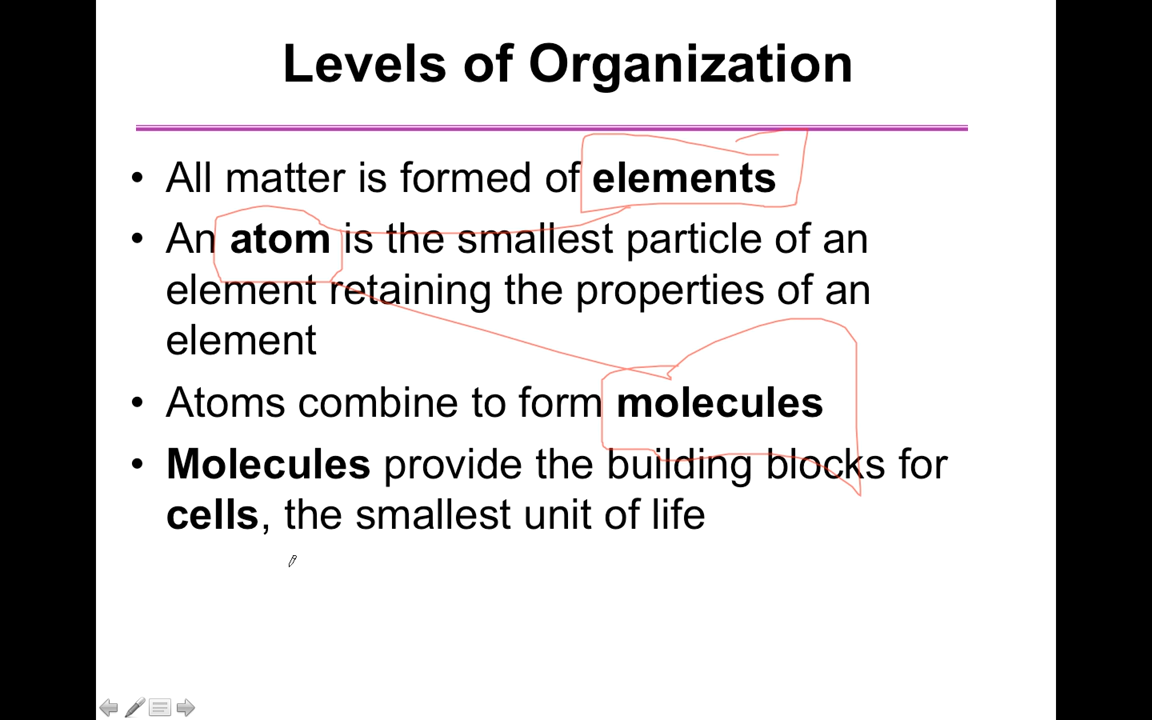 Levels of Organization
• All matter is formed of elements
• An atom is the smallest particle of an
element retaining the properties of an
element
• Atoms combine to form molecules
• Molecules provide the building blocks for
cells, the smallest unit of life